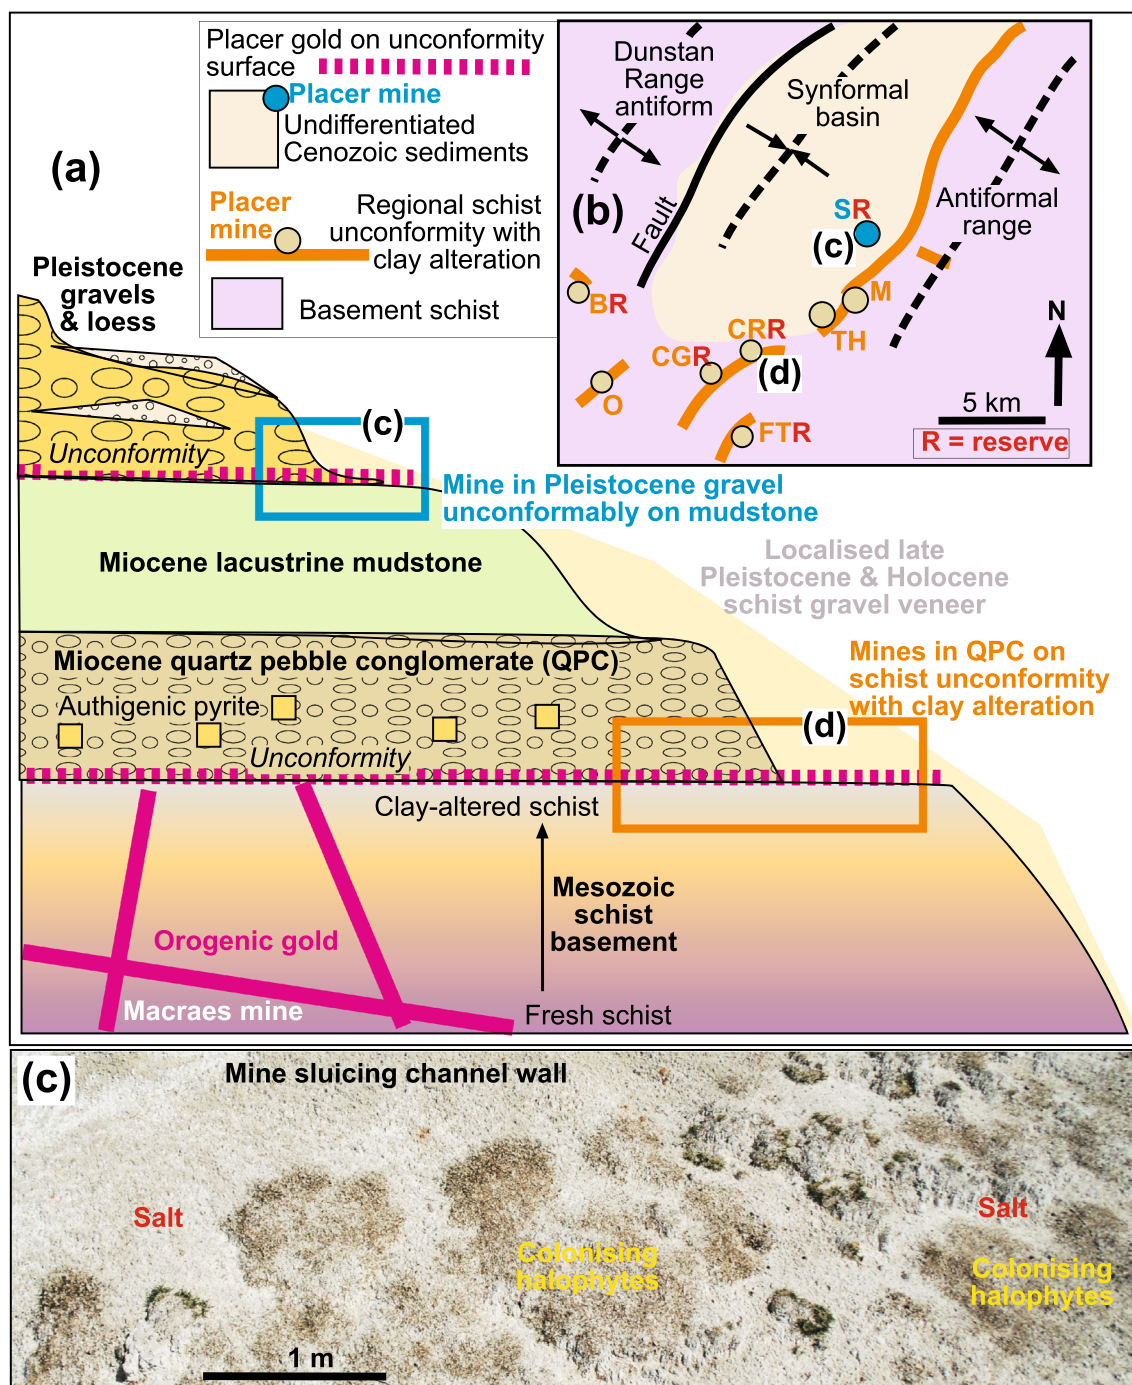 (a)
Placer gold on unconformity
surface
Placer mine
Undifferentiated
Cenozoic sediments
Placer
mine
Regional schist
unconformity with
clay alteration
Basement schist
(b)
Dunstan
Range
antiform
Synformal
basin
Fault
Antiformal
range
SR
(c)
BR
M
TH
CRR
CGR
(d)
O
FTR
N
5 km
R = reserve
Pleistocene
gravels
& loess
Unconformity
(c)
Mine in Pleistocene gravel
unconformably on mudstone
Miocene lacustrine mudstone
Localised late
Pleistocene & Holocene
schist gravel veneer
Miocene quartz pebble conglomerate (QPC)
Authigenic pyrite
Unconformity
Mines in QPC on
schist unconformity
with clay alteration
(d)
Clay-altered schist
Mesozoic
schist
basement
Orogenic gold
Macraes mine
Fresh schist
(c)
Mine sluicing channel wall
Salt
Salt
Colonising
halophytes
Colonising
halophytes
1 m